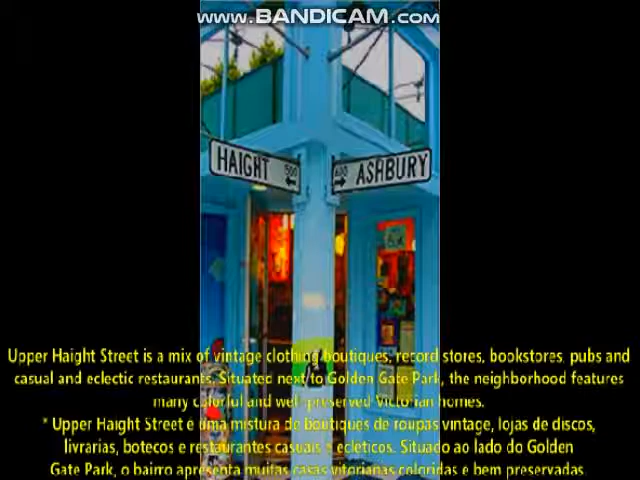 www.BANDICAM.com
HAIGHT 500
600 ASHBURY
Upper Haight Street is a mix of vintage clothing boutiques, record stores, bookstores, pubs and
casual and eclectic restaurants. Situated next to Golden Gate Park, the neighborhood features
many colorful and well-preserved Victorian homes.
* Upper Haight Street é uma mistura de boutiques de roupas vintage, lojas de discos,
livrarias, botecos e restaurantes casuais e ecléticos. Situado ao lado do Golden
Gate Park, o bairro apresenta muitas casas vitorianas coloridas e bem preservadas.